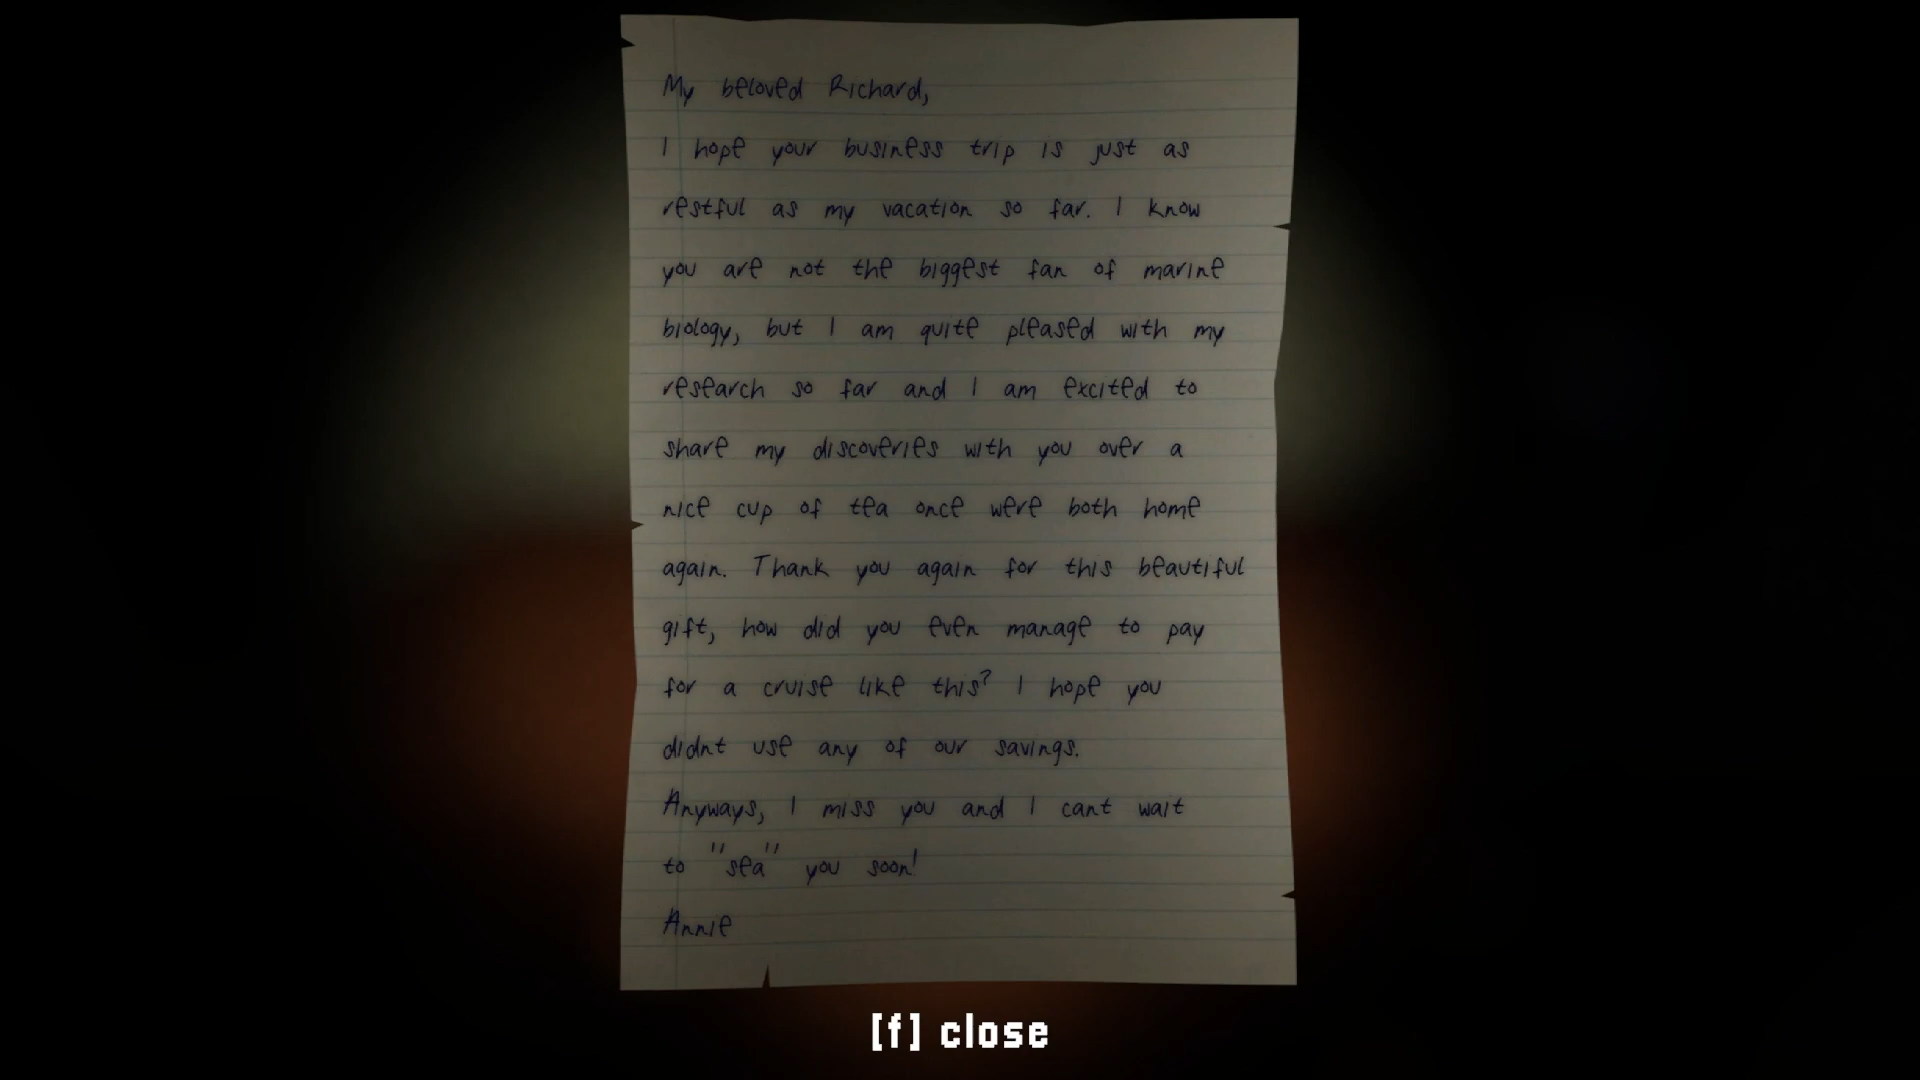 My beloved Richard,
I hope your business trip is just as
restful as my vacation so far. I know
you are not the biggest fan of marine
biology, but I am quite pleased with my
research so far and I am excited to
share my discoveries with you over a
nice cup of tea once were both home
again. Thank you again for this beautiful
gift, how did you even manage to pay
for a cruise like this? I hope you
didnt use any of our savings.
Anyways, I miss you and I cant wait
to "sea" you soon!
Annie
[f] close